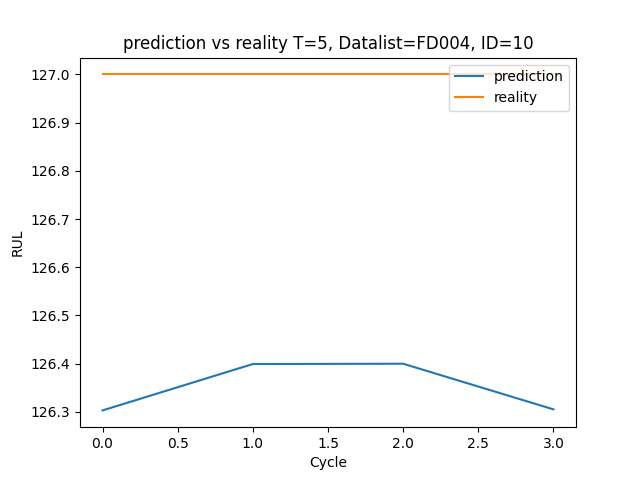 prediction vs reality T=5, Datalist=FD004, ID=10
127.0
126.9
126.8
126.7
126.6
126.5
126.4
126.3
RUL
prediction
reality
0.0 0.5 1.0 1.5 2.0 2.5 3.0
Cycle